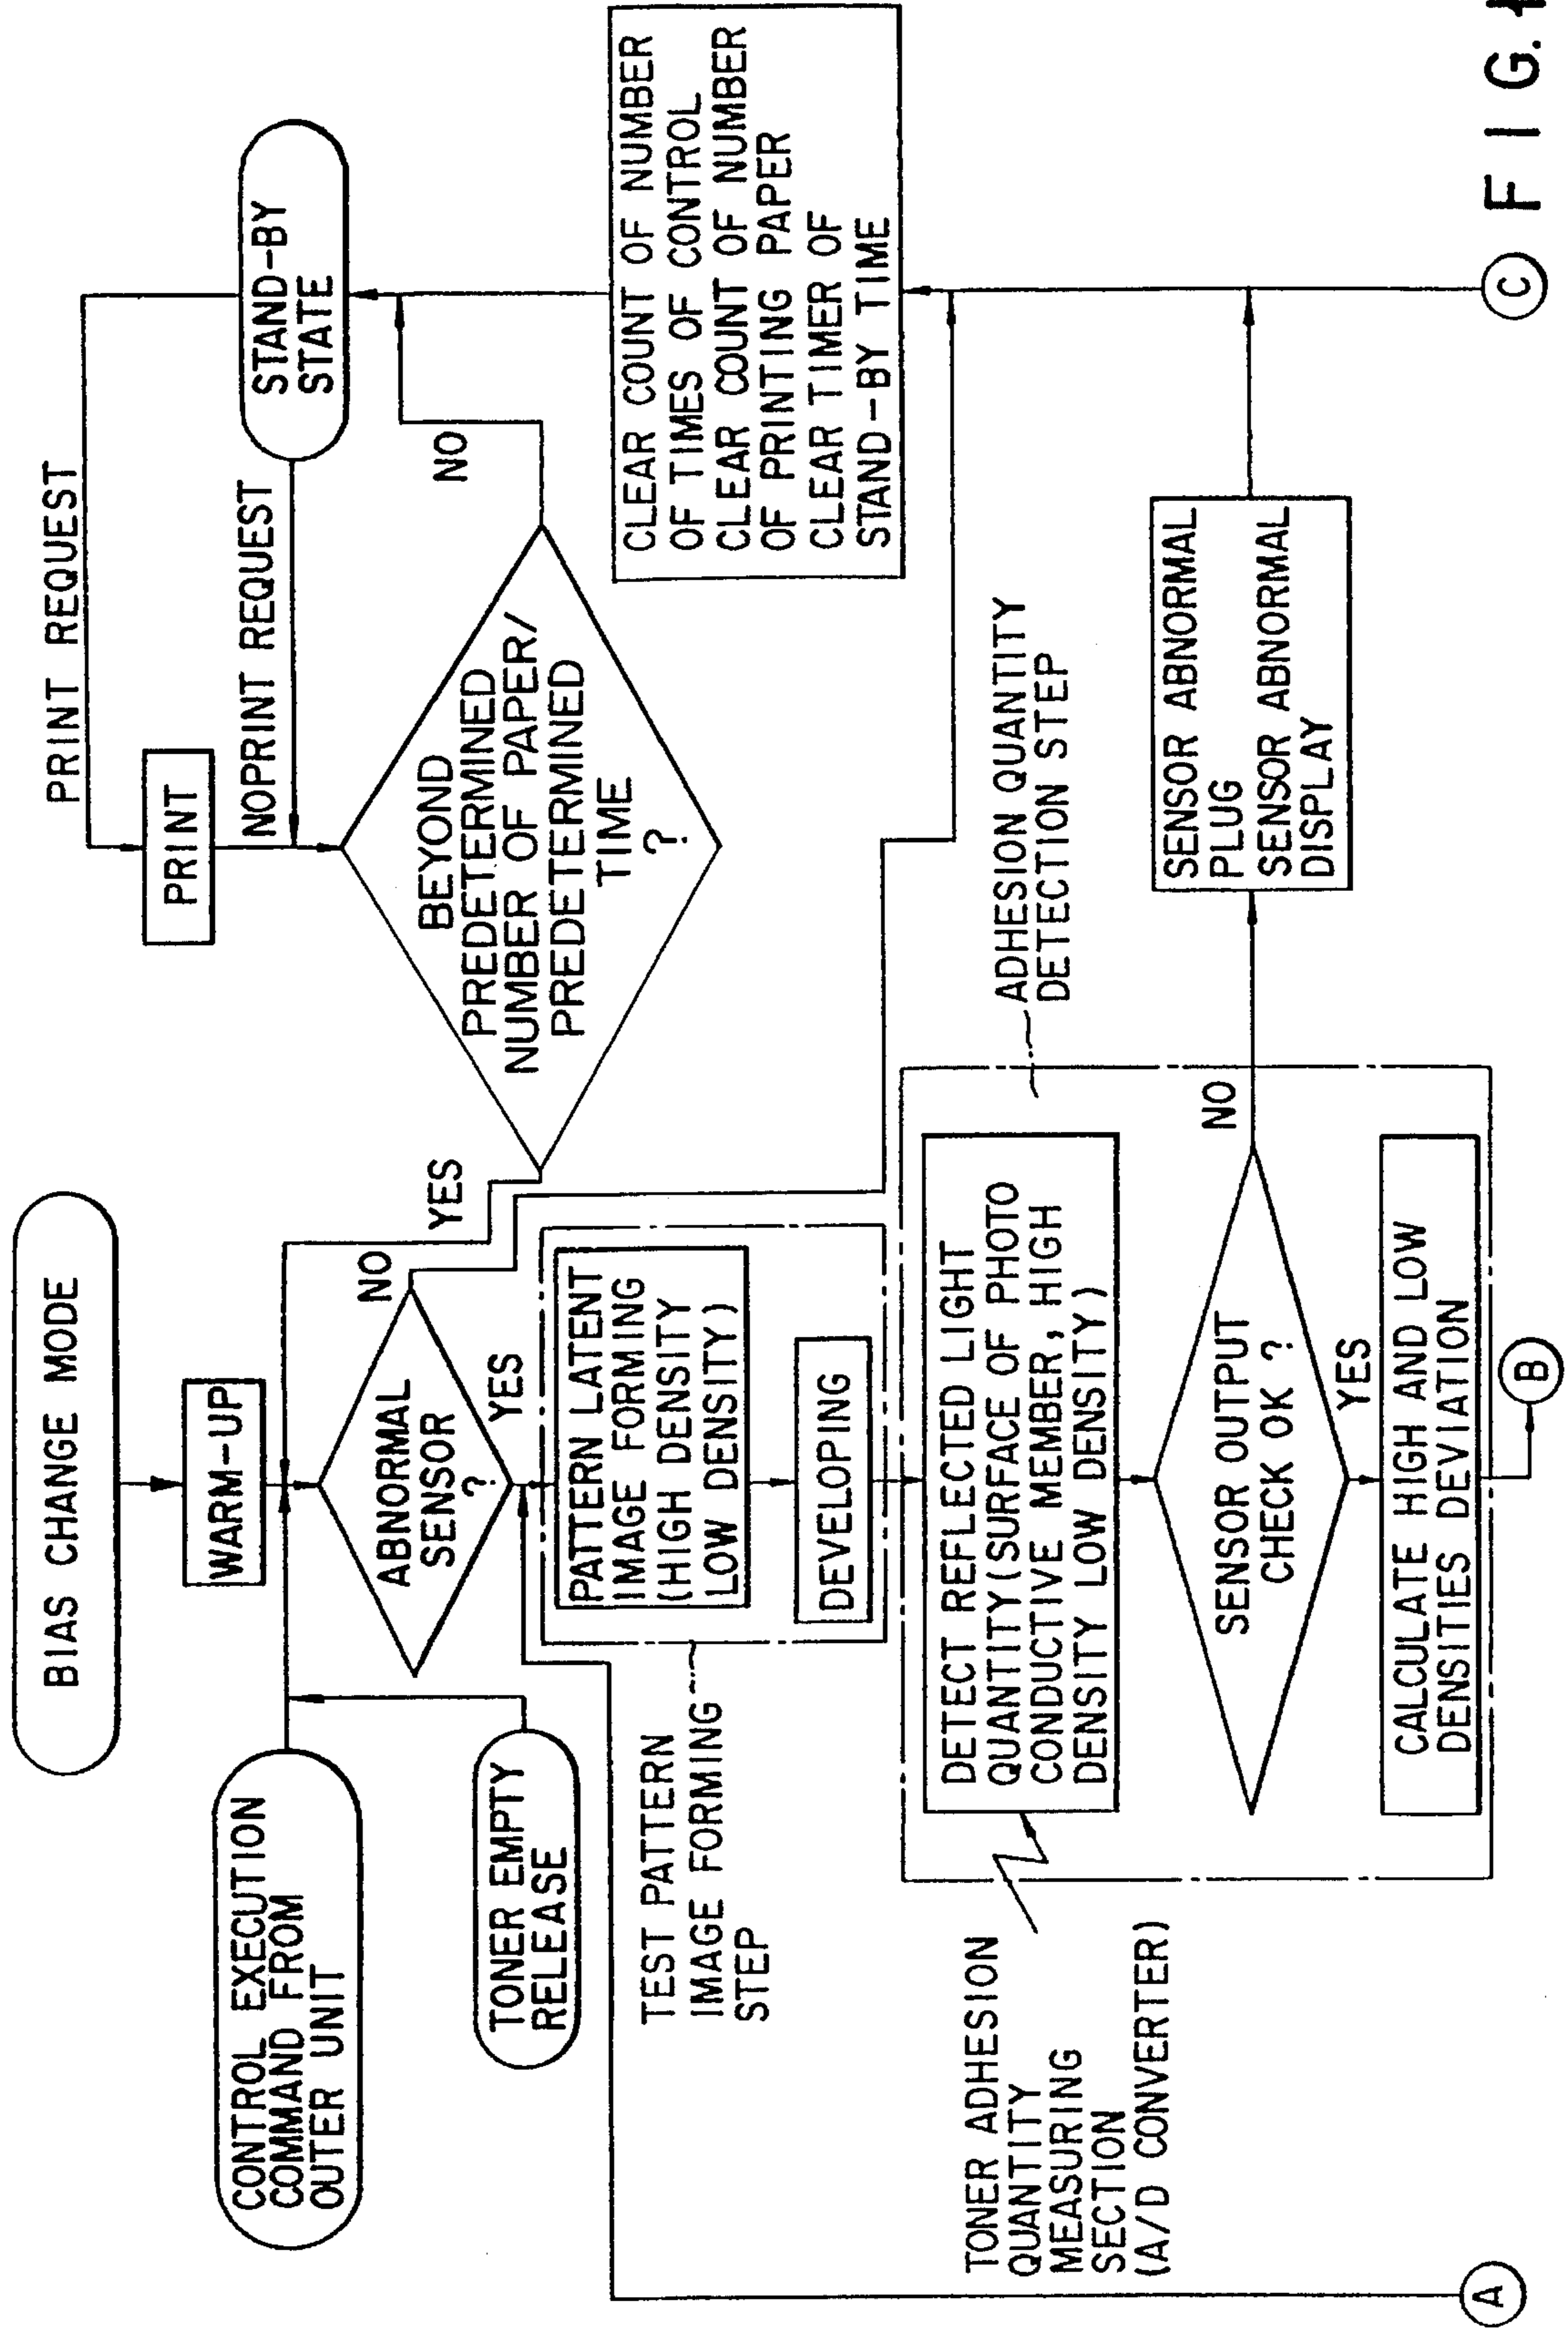 BIAS CHANGE MODE
WARM-UP
CONTROL EXECUTION
COMMAND FROM
OUTER UNIT
TONER EMPTY
RELEASE
ABNORMAL
SENSOR
?
NO
YES
YES
TEST PATTERN
IMAGE FORMING
STEP
PATTERN LATENT
IMAGE FORMING
(HIGH DENSITY
LOW DENSITY)
DEVELOPING
PRINT REQUEST
PRINT
NOPRINT REQUEST
STAND-BY
STATE
BEYOND
PREDETERMINED
NUMBER OF PAPER/
PREDETERMINED
TIME
?
NO
CLEAR COUNT OF NUMBER
OF TIMES OF CONTROL
CLEAR COUNT OF NUMBER
OF PRINTING PAPER
CLEAR TIMER OF
STAND-BY TIME
ADHESION QUANTITY
DETECTION STEP
TONER ADHESION
QUANTITY
MEASURING
SECTION
(A/D CONVERTER)
DETECT REFLECTED LIGHT
QUANTITY(SURFACE OF PHOTO
CONDUCTIVE MEMBER, HIGH
DENSITY LOW DENSITY)
SENSOR OUTPUT
CHECK OK ?
NO
YES
SENSOR ABNORMAL
PLUG
SENSOR ABNORMAL
DISPLAY
CALCULATE HIGH AND LOW
DENSITIES DEVIATION
A
B
C
FIG.